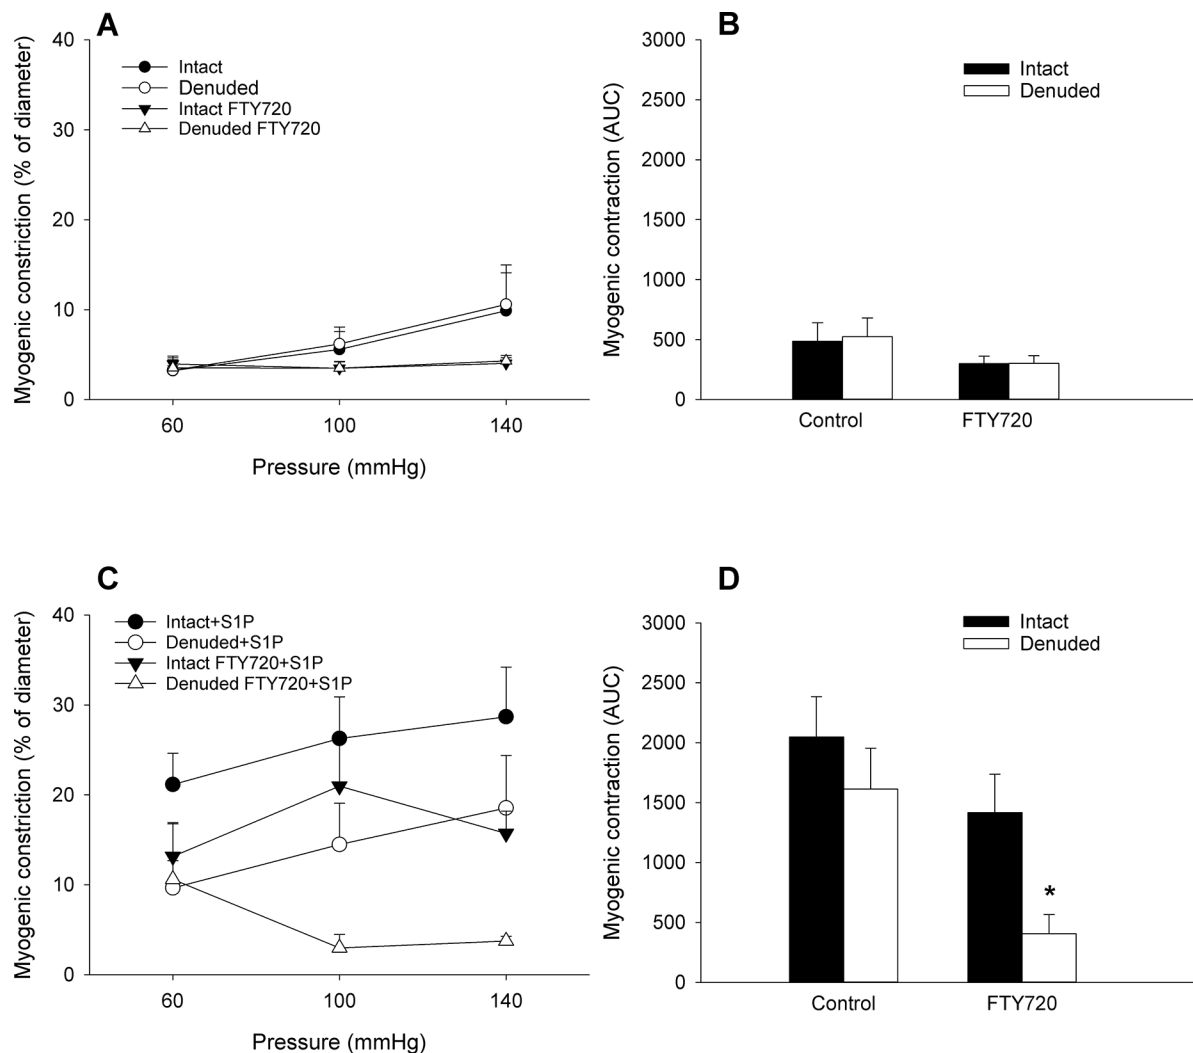 A
Myogenic constriction (% of diameter)
40
30
20
10
0
Intact
Denuded
Intact FTY720
Denuded FTY720
60 100 140
Pressure (mmHg)
B
Myogenic contraction (AUC)
3000
2500
2000
1500
1000
500
0
Intact
Denuded
Control FTY720
C
Myogenic constriction (% of diameter)
40
30
20
10
0
Intact+S1P
Denuded+S1P
Intact FTY720+S1P
Denuded FTY720+S1P
60 100 140
Pressure (mmHg)
D
Myogenic contraction (AUC)
3000
2500
2000
1500
1000
500
0
Intact
Denuded
*
Control FTY720